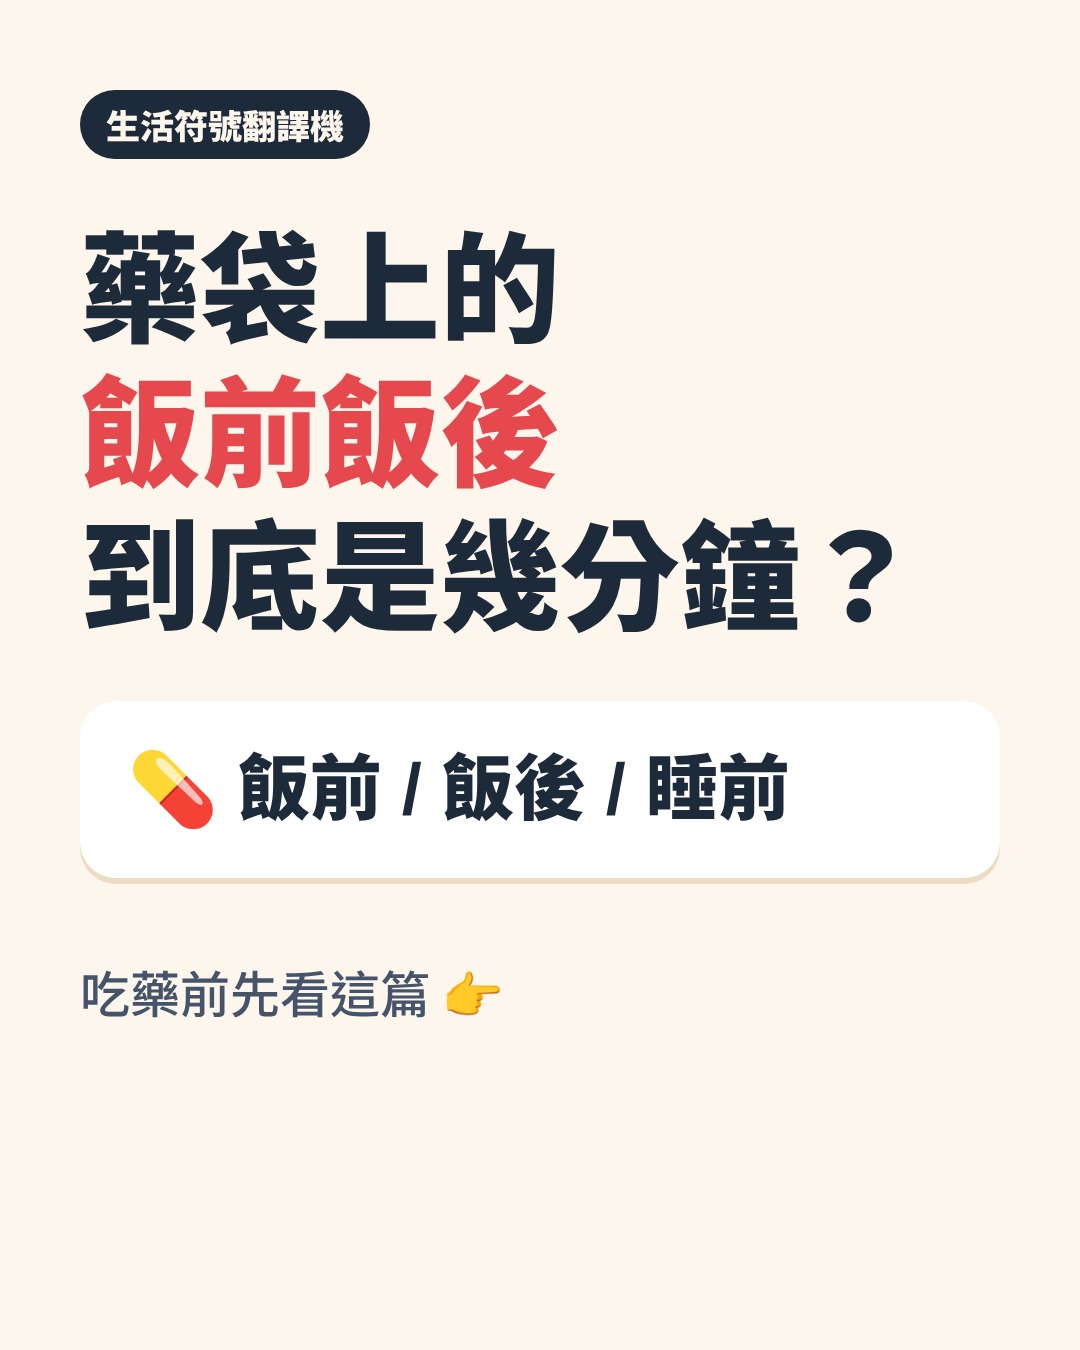 生活符號翻譯機
藥袋上的
飯前飯後
到底是幾分鐘？
飯前 / 飯後 / 睡前
吃藥前先看這篇 👉